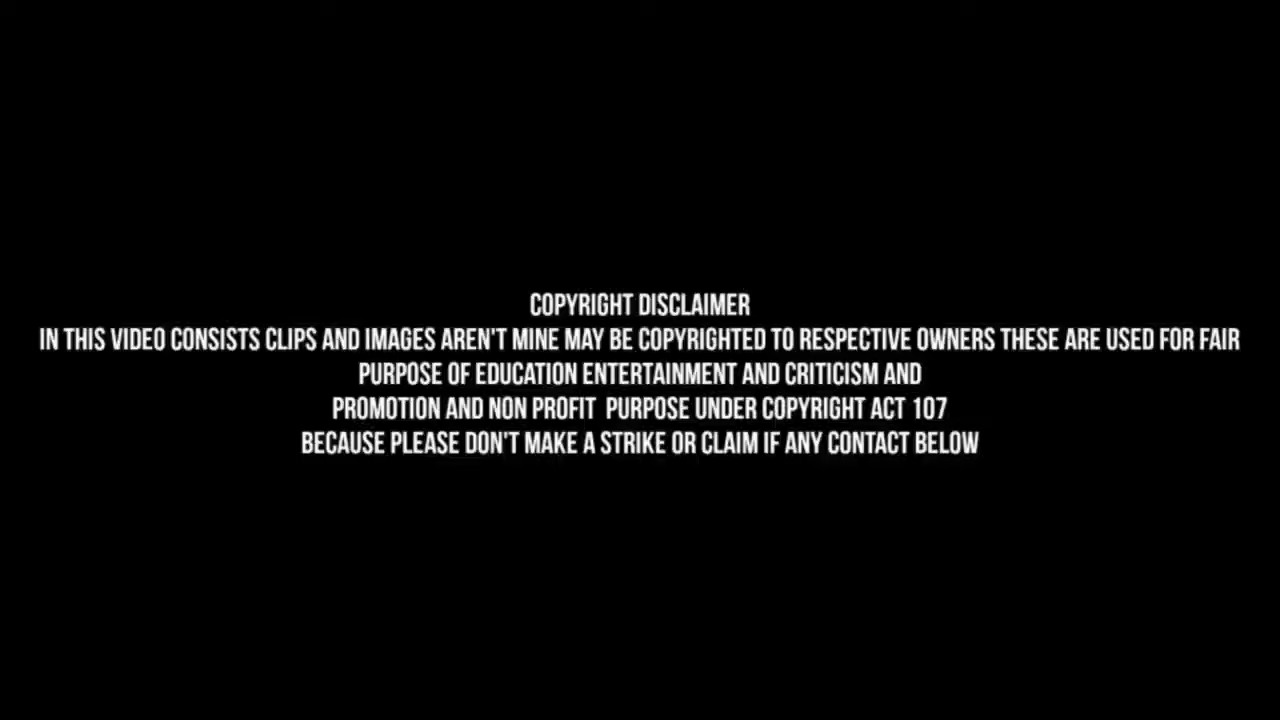 COPYRIGHT DISCLAIMER
IN THIS VIDEO CONSISTS CLIPS AND IMAGES AREN'T MINE MAY BE COPYRIGHTED TO RESPECTIVE OWNERS THESE ARE USED FOR FAIR
PURPOSE OF EDUCATION ENTERTAINMENT AND CRITICISM AND
PROMOTION AND NON PROFIT PURPOSE UNDER COPYRIGHT ACT 107
BECAUSE PLEASE DON'T MAKE A STRIKE OR CLAIM IF ANY CONTACT BELOW